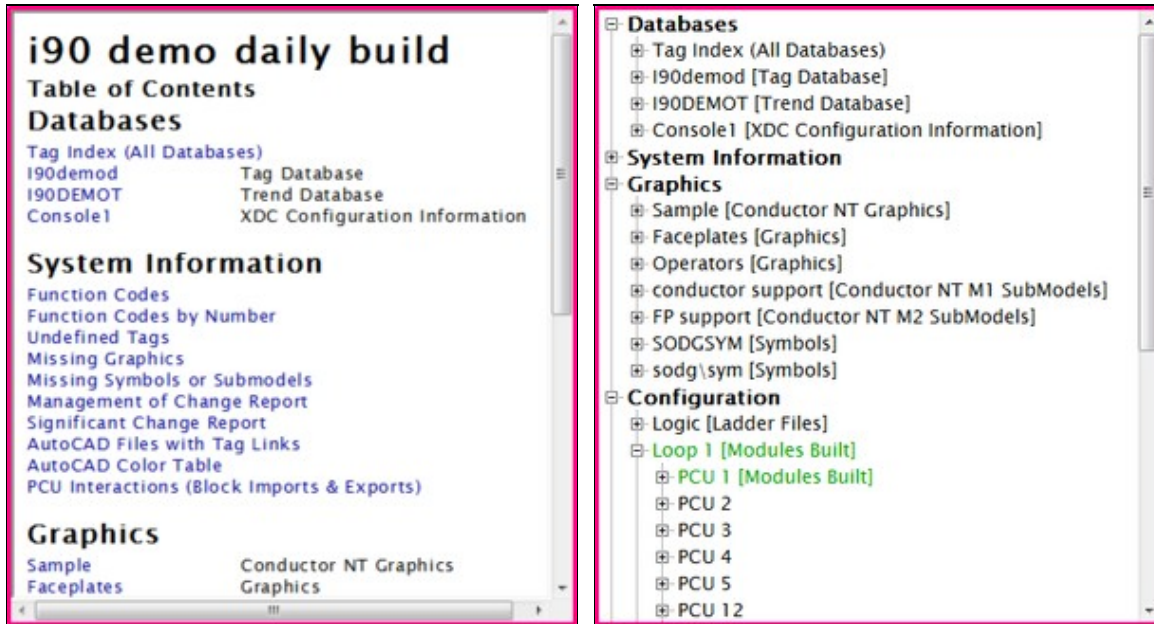 i90 demo daily build
Table of Contents
Databases
Tag Index (All Databases)
I90demod Tag Database
I90DEMOT Trend Database
Console1 XDC Configuration Information
System Information
Function Codes
Function Codes by Number
Undefined Tags
Missing Graphics
Missing Symbols or Submodels
Management of Change Report
Significant Change Report
AutoCAD Files with Tag Links
AutoCAD Color Table
PCU Interactions (Block Imports & Exports)
Graphics
Sample Conductor NT Graphics
Faceplates Graphics
Databases
Tag Index (All Databases)
I90demod [Tag Database]
I90DEMOT [Trend Database]
Console1 [XDC Configuration Information]
System Information
Graphics
Sample [Conductor NT Graphics]
Faceplates [Graphics]
Operators [Graphics]
conductor support [Conductor NT M1 SubModels]
FP support [Conductor NT M2 SubModels]
SODGSYM [Symbols]
sodg\sym [Symbols]
Configuration
Logic [Ladder Files]
Loop 1 [Modules Built]
PCU 1 [Modules Built]
PCU 2
PCU 3
PCU 4
PCU 5
PCU 12